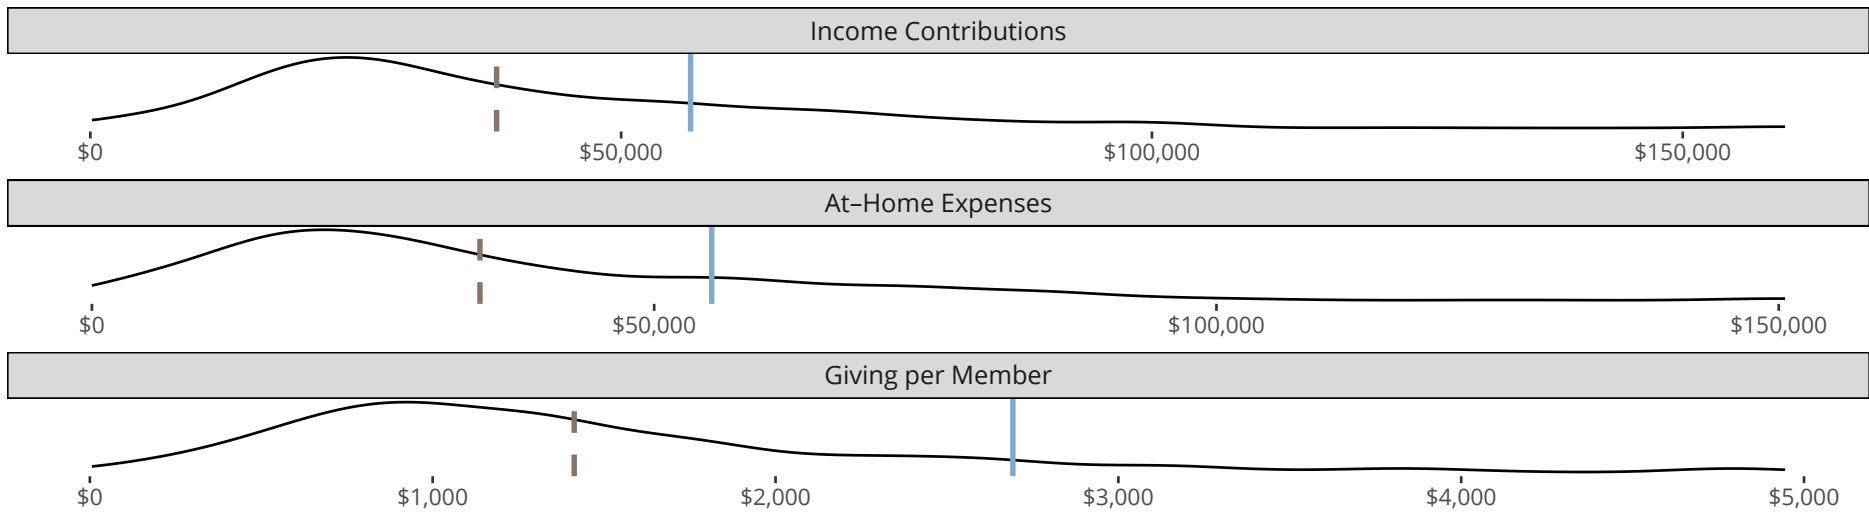 Income Contributions
$0 $50,000 $100,000 $150,000
At–Home Expenses
$0 $50,000 $100,000 $150,000
Giving per Member
$0 $1,000 $2,000 $3,000 $4,000 $5,000